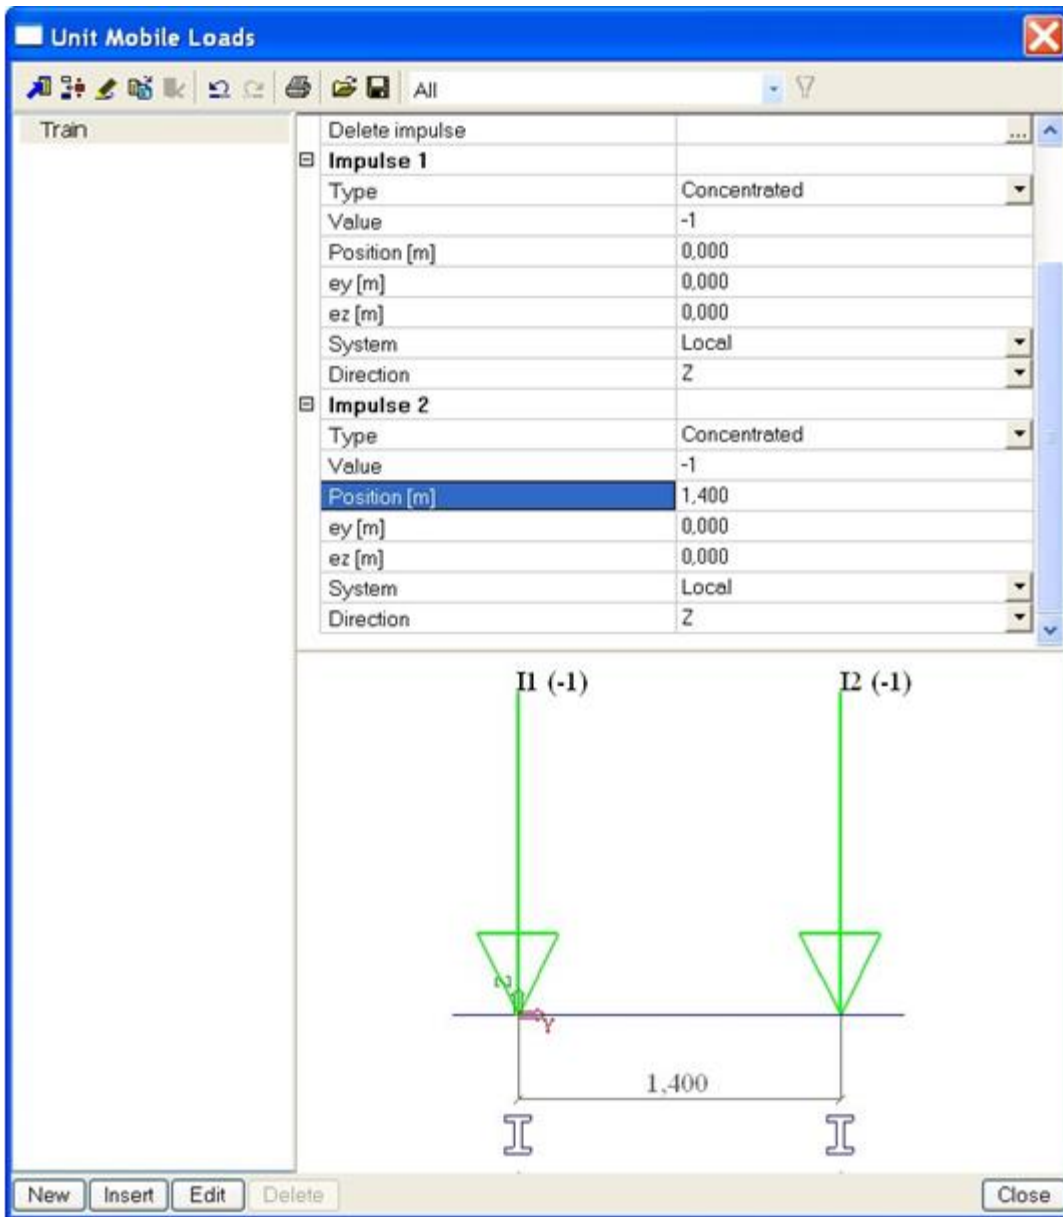 Unit Mobile Loads
All
Train
Delete impulse ...
Impulse 1
Type Concentrated
Value -1
Position [m] 0,000
ey [m] 0,000
ez [m] 0,000
System Local
Direction Z
Impulse 2
Type Concentrated
Value -1
Position [m] 1,400
ey [m] 0,000
ez [m] 0,000
System Local
Direction Z
I1 (-1) I2 (-1)
Z
Y
1,400
New Insert Edit Delete Close